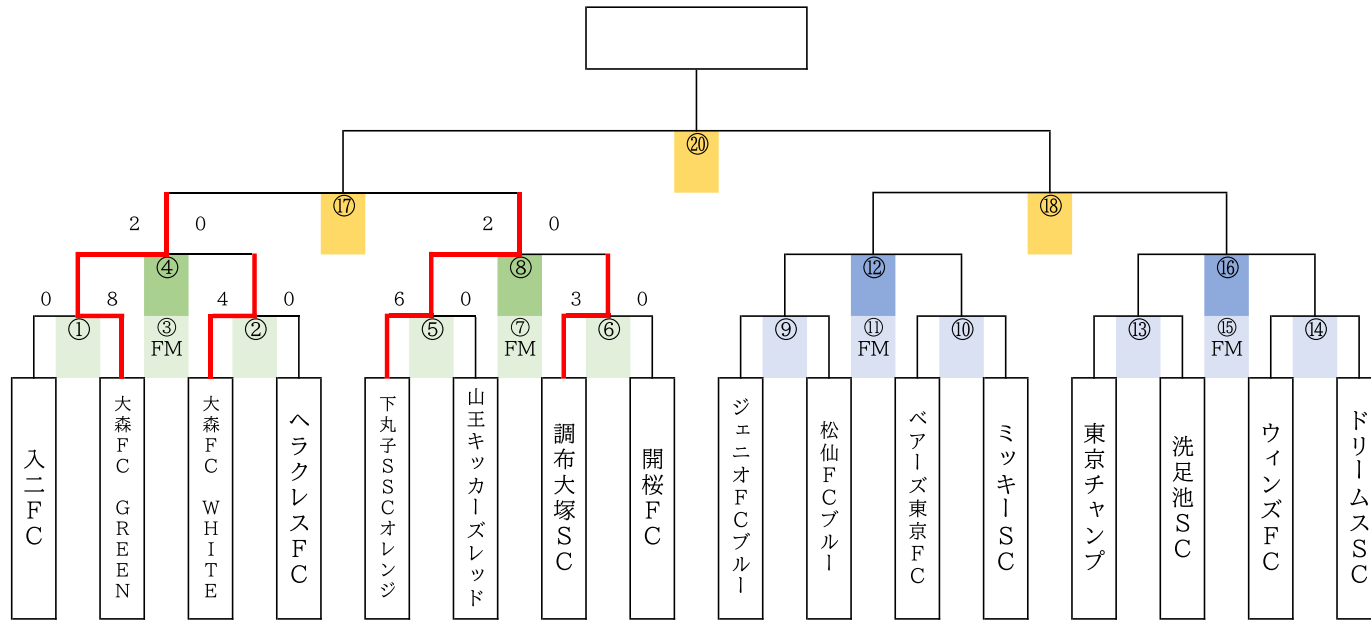 ⑳
⑰
⑱
2 0
2 0
④
⑧
⑫
⑯
0 8
4 0
6 0
3 0
①
③
FM
②
⑤
⑦
FM
⑥
⑨
⑪
FM
⑩
⑬
⑮
FM
⑭
入二FC
大森FC GREEN
大森FC WHITE
ヘラクレスFC
下丸子SSCオレンジ
山王キッカーズレッド
調布大塚SC
開桜FC
ジェニオFCブルー
松仙FCブルー
ベアーズ東京FC
ミッキーSC
東京チャンプ
洗足池SC
ウィンズFC
ドリームスSC